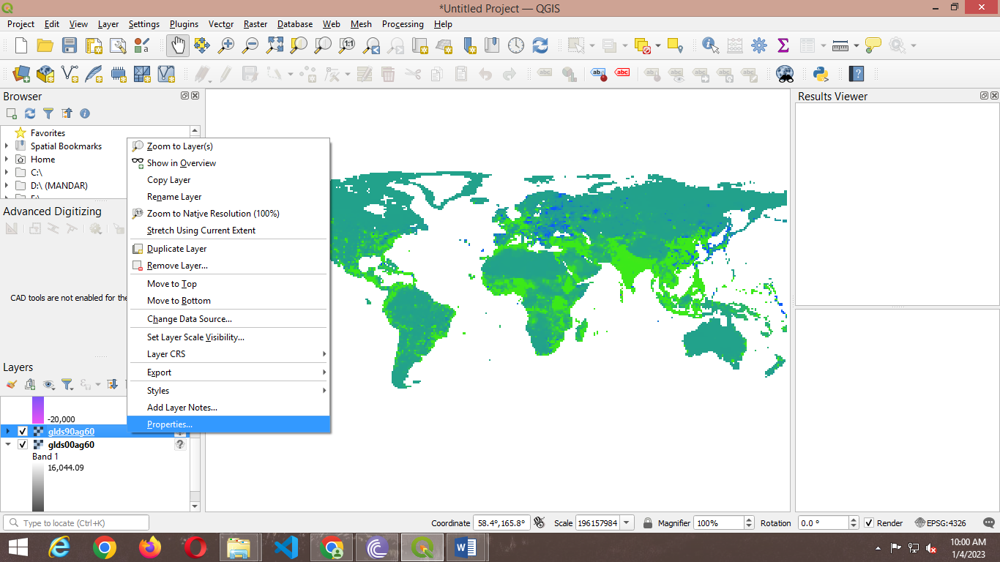 *Untitled Project — QGIS
Project Edit View Layer Settings Plugins Vector Raster Database Web Mesh Processing Help
Browser
Favorites
Spatial Bookmarks
Home
C:\
D:\ (MANDAR)
Advanced Digitizing
CAD tools are not enabled for the
Layers
-20,000
glds90ag60
glds00ag60
Band 1
16,044.09
Zoom to Layer(s)
Show in Overview
Copy Layer
Rename Layer
Zoom to Native Resolution (100%)
Stretch Using Current Extent
Duplicate Layer
Remove Layer...
Move to Top
Move to Bottom
Change Data Source...
Set Layer Scale Visibility...
Layer CRS
Export
Styles
Add Layer Notes...
Properties...
Results Viewer
Type to locate (Ctrl+K)
Coordinate 58.4°,165.8° Scale 196157984 Magnifier 100% Rotation 0.0 ° Render EPSG:4326
10:00 AM
1/4/2023